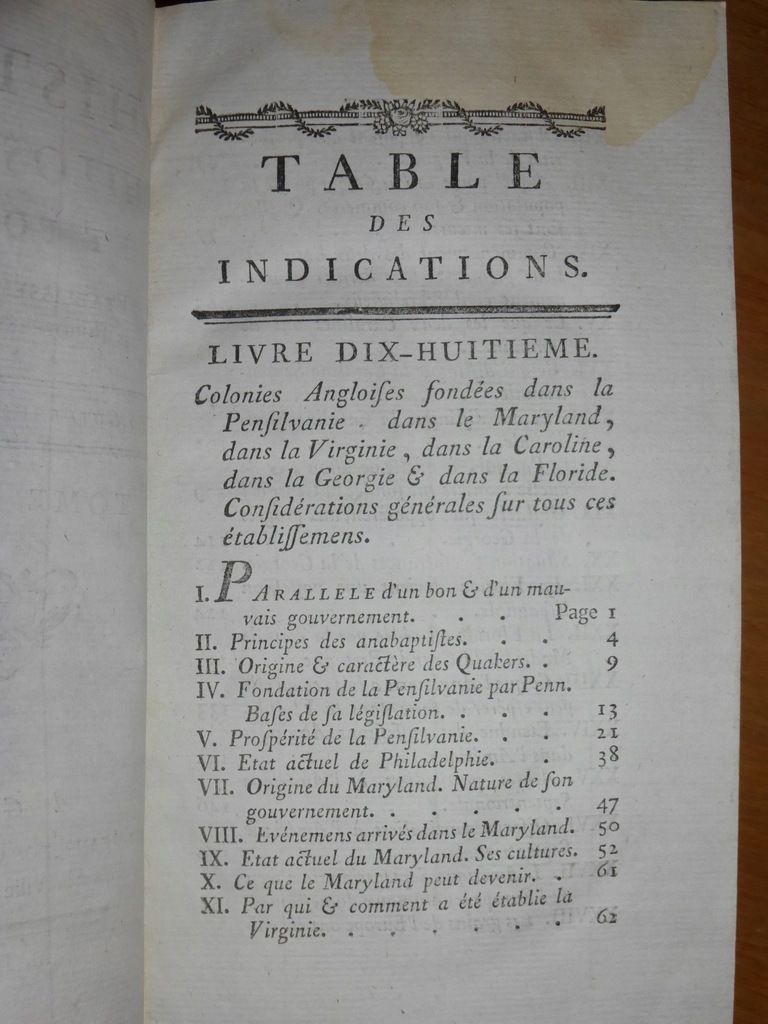 TABLE
DES
INDICATIONS.
LIVRE DIX-HUITIEME.
Colonies Angloiſes fondées dans la
Penſilvanie . dans le Maryland,
dans la Virginie, dans la Caroline,
dans la Georgie & dans la Floride.
Conſidérations générales ſur tous ces
établiſſemens.
I. PARALLELE d'un bon & d'un mau-
vais gouvernement. . . Page 1
II. Principes des anabaptiſtes. . . 4
III. Origine & caractère des Quakers. . 9
IV. Fondation de la Penſilvanie par Penn.
Baſes de ſa légiſlation. . . . 13
V. Proſpérité de la Penſilvanie. . . 21
VI. Etat actuel de Philadelphie. . 38
VII. Origine du Maryland. Nature de ſon
gouvernement. . . . . . 47
VIII. Evénemens arrivés dans le Maryland. 50
IX. Etat actuel du Maryland. Ses cultures. 52
X. Ce que le Maryland peut devenir. . 61
XI. Par qui & comment a été établie la
Virginie. . . . . . . 62